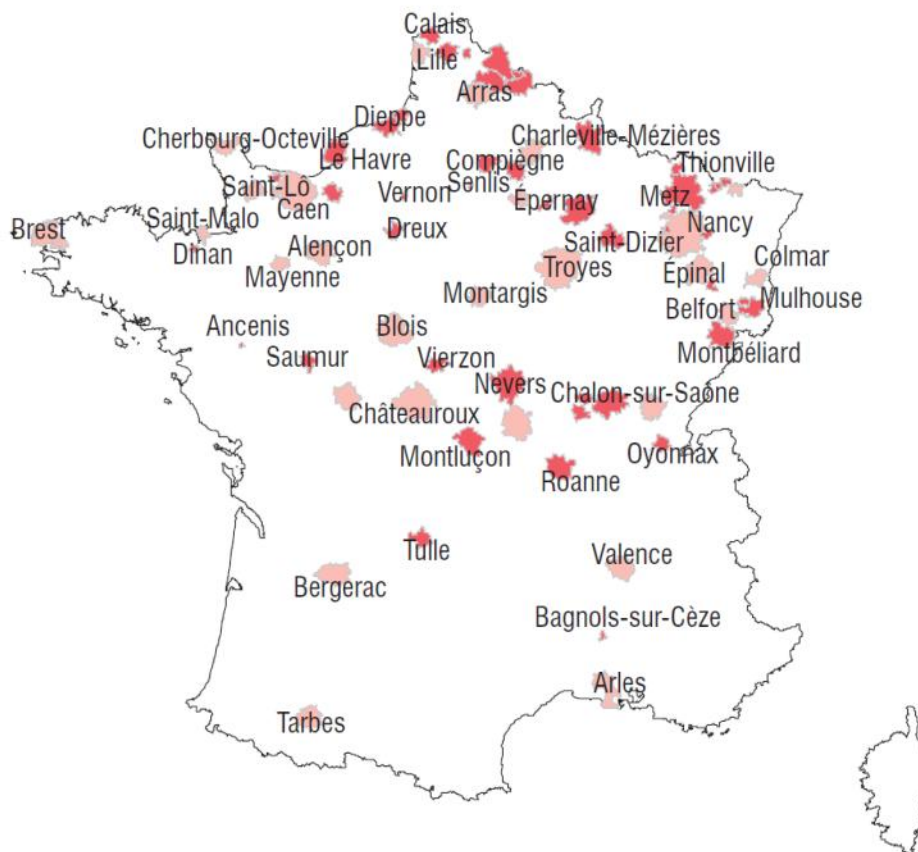 Calais
Lille
Arras
Dieppe
Cherbourg-Octeville
Charleville-Mézières
Le Havre
Compiègne
Thionville
Senlis
Saint-Lô
Vernon
Épernay
Metz
Caen
Saint-Malo
Brest
Dreux
Nancy
Saint-Dizier
Dinan
Alençon
Colmar
Troyes
Épinal
Mayenne
Montargis
Mulhouse
Belfort
Ancenis
Blois
Montbéliard
Saumur
Vierzon
Nevers
Chalon-sur-Saône
Châteauroux
Montluçon
Oyonnax
Roanne
Tulle
Valence
Bergerac
Bagnols-sur-Cèze
Arles
Tarbes